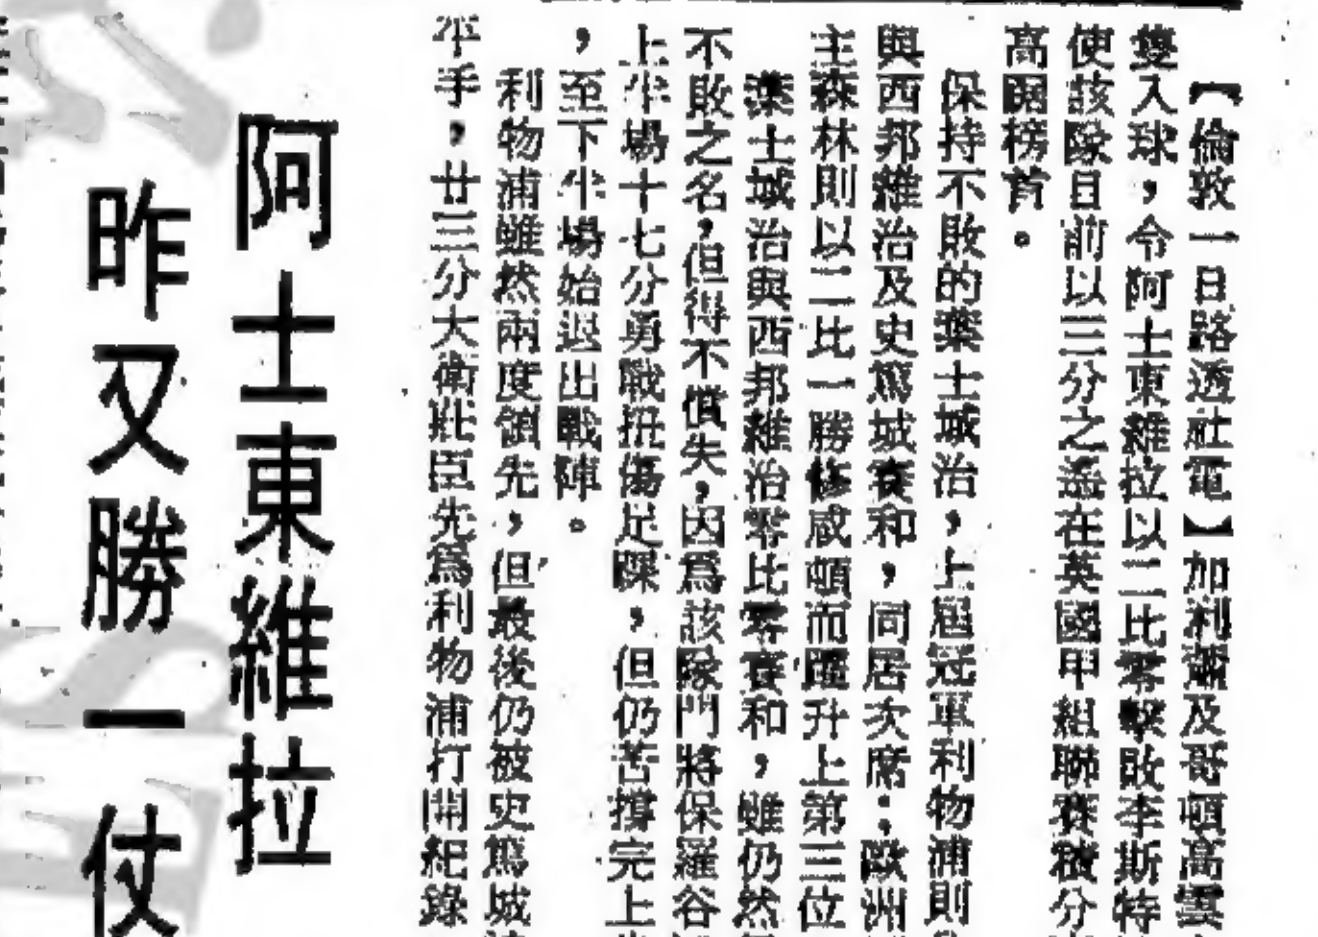 【倫敦一日路透社電】加利蕭及哥頓高雲
雙入球，令阿士東維拉以二比零擊敗李斯特
使該隊目前以三分之遙在英國甲組聯賽積分
高踞榜首。
保持不敗的葉士城治，上屆冠軍利物浦則
與西邦維治及史篤城賽和，同居次席．歐洲
主森林則以二比一勝修咸頓而躍升上第三位
葉士城治與西邦維治零比零賽和，雖仍然
不敗之名，但得不償失，因爲該隊門將保羅谷
上半場十七分勇戰扭傷足踝，但仍苦撐完上
，至下半場始退出戰陣。
利物浦雖然兩度領先，但最後仍被史篤城
平手，廿三分大衛莊臣先爲利物浦打開紀錄
阿士東維拉
昨又勝一仗